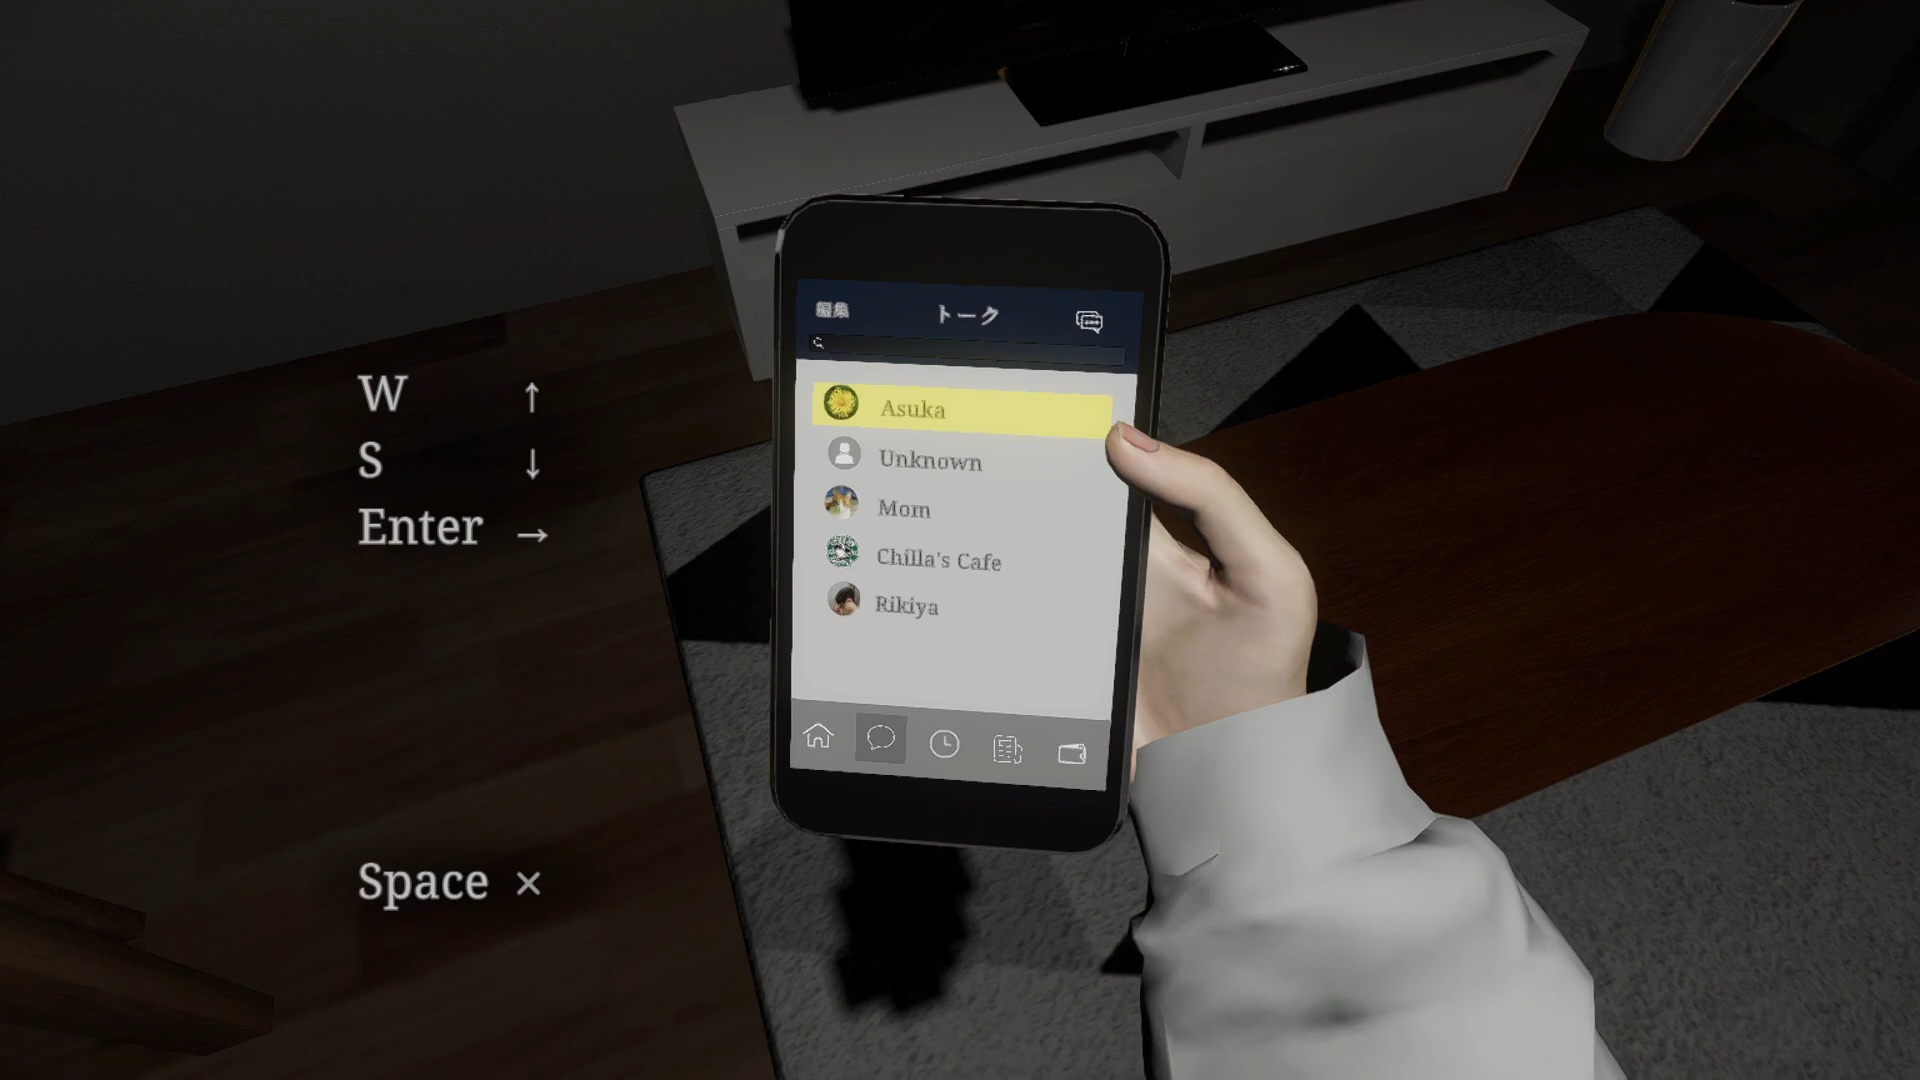 編集 トーク
Asuka
Unknown
Mom
Chilla's Cafe
Rikiya
W ↑
S ↓
Enter →
Space ×